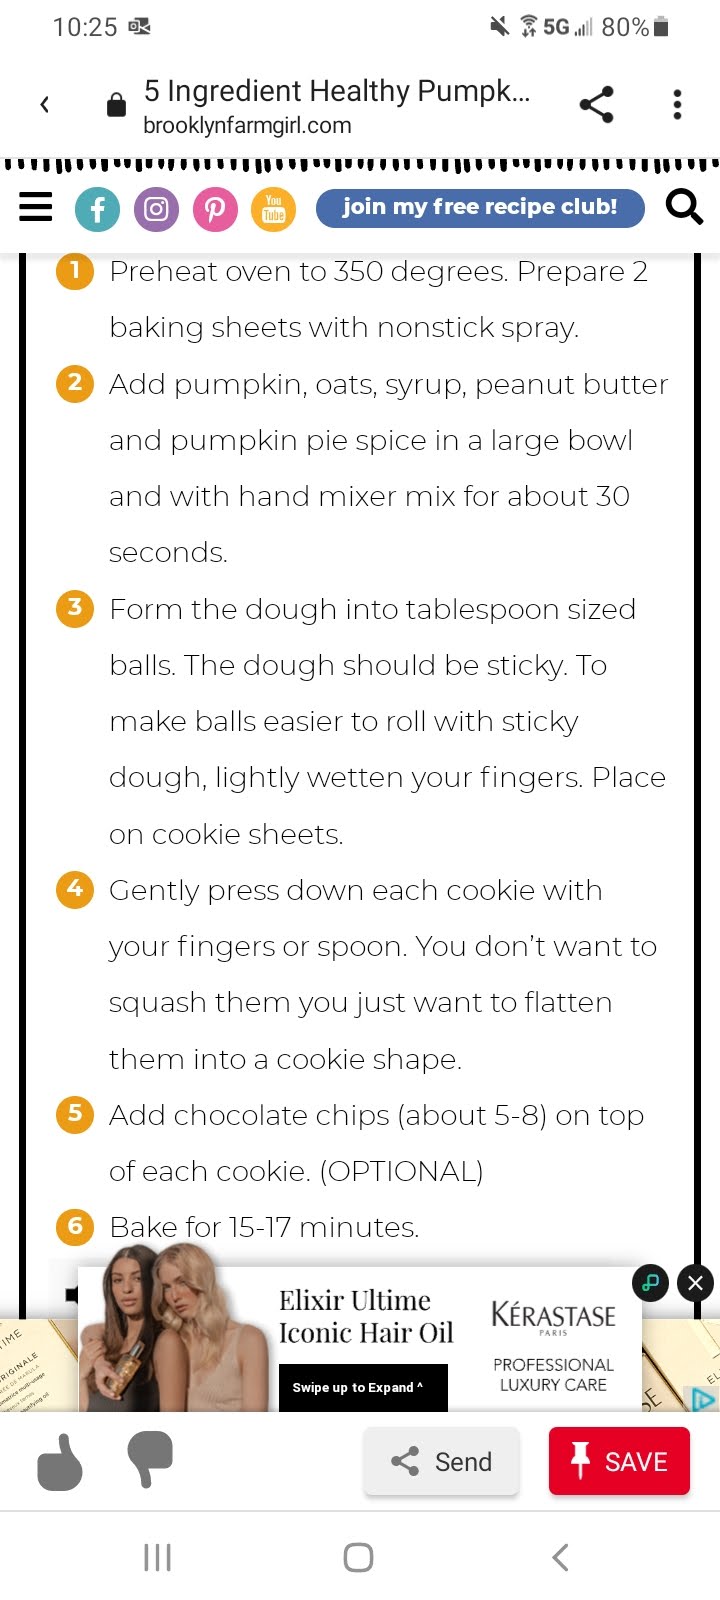 10:25
5G 80%
5 Ingredient Healthy Pumpk...
brooklynfarmgirl.com
You
Tube
join my free recipe club!
1 Preheat oven to 350 degrees. Prepare 2
baking sheets with nonstick spray.
2 Add pumpkin, oats, syrup, peanut butter
and pumpkin pie spice in a large bowl
and with hand mixer mix for about 30
seconds.
3 Form the dough into tablespoon sized
balls. The dough should be sticky. To
make balls easier to roll with sticky
dough, lightly wetten your fingers. Place
on cookie sheets.
4 Gently press down each cookie with
your fingers or spoon. You don't want to
squash them you just want to flatten
them into a cookie shape.
5 Add chocolate chips (about 5-8) on top
of each cookie. (OPTIONAL)
6 Bake for 15-17 minutes.
Elixir Ultime
Iconic Hair Oil
Swipe up to Expand ^
KÉRASTASE
PARIS
PROFESSIONAL
LUXURY CARE
Send
SAVE